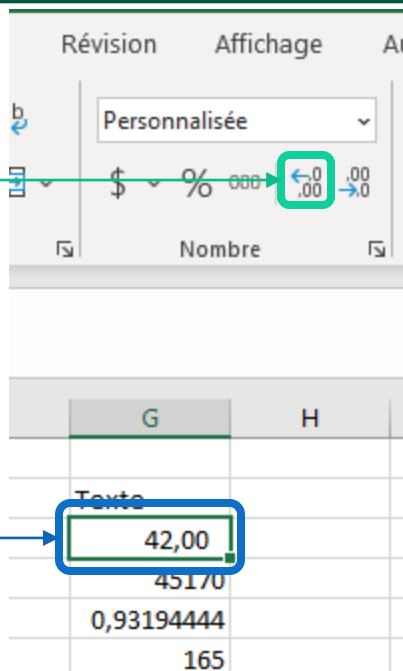 Révision Affichage
b
Personnalisée
$ % 000 ,0 ,00 ,00 ,0
Nombre
G H
Texte
42,00
45170
0,93194444
165